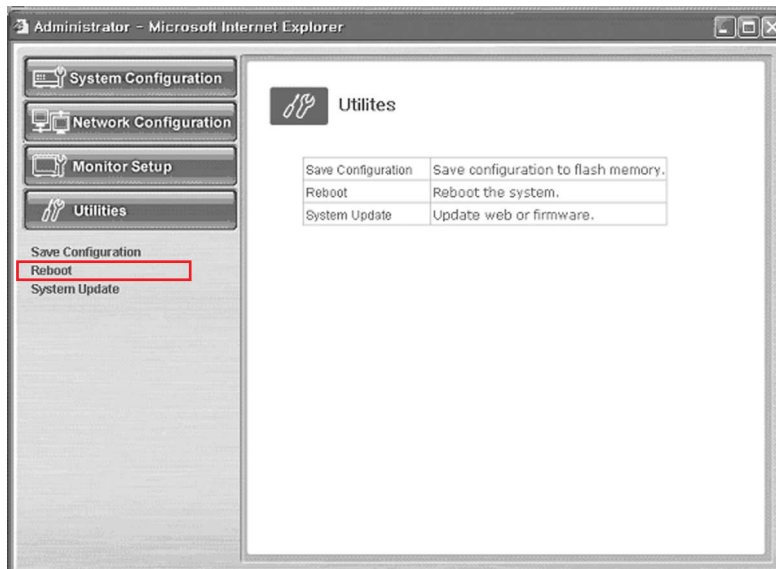 Administrator - Microsoft Internet Explorer
System Configuration
Network Configuration
Monitor Setup
Utilities
Save Configuration
Reboot
System Update
Utilites
Save Configuration Save configuration to flash memory.
Reboot Reboot the system.
System Update Update web or firmware.